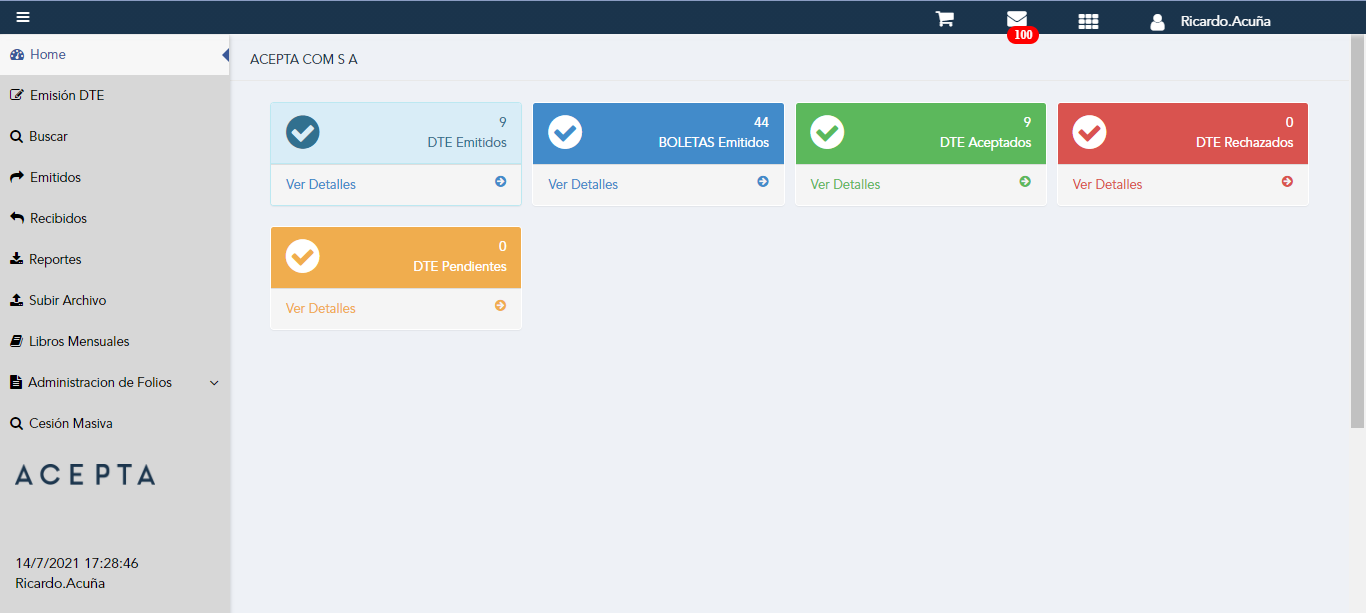 Ricardo.Acuña
100
Home
ACEPTA COM S A
Emisión DTE
Buscar
Emitidos
Recibidos
Reportes
Subir Archivo
Libros Mensuales
Administracion de Folios
Cesión Masiva
ACEPTA
14/7/2021 17:28:46
Ricardo.Acuña
9
DTE Emitidos
Ver Detalles
44
BOLETAS Emitidos
Ver Detalles
9
DTE Aceptados
Ver Detalles
0
DTE Rechazados
Ver Detalles
0
DTE Pendientes
Ver Detalles